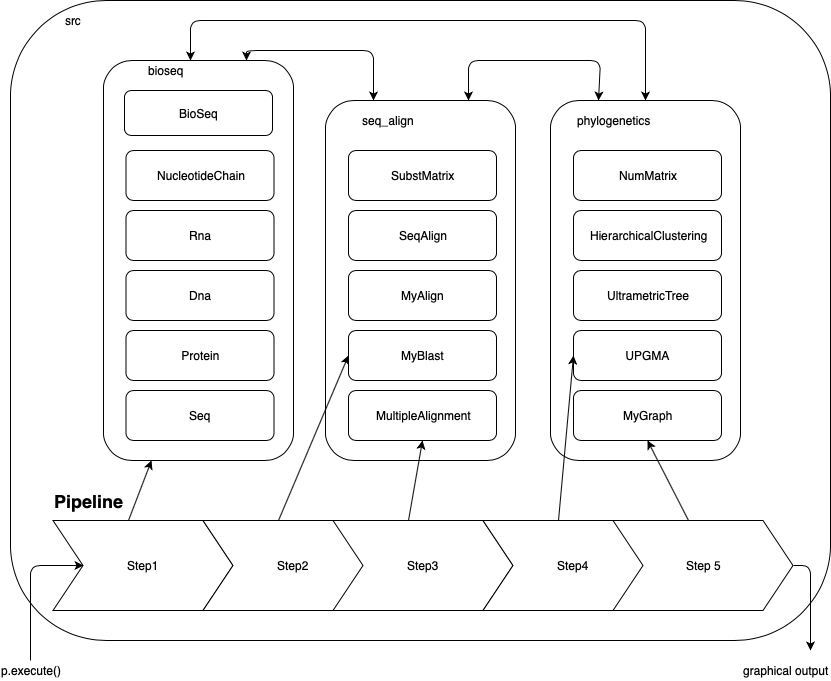 src
bioseq
BioSeq
NucleotideChain
Rna
Dna
Protein
Seq
seq_align
SubstMatrix
SeqAlign
MyAlign
MyBlast
MultipleAlignment
phylogenetics
NumMatrix
HierarchicalClustering
UltrametricTree
UPGMA
MyGraph
Pipeline
Step1
Step2
Step3
Step4
Step 5
p.execute()
graphical output